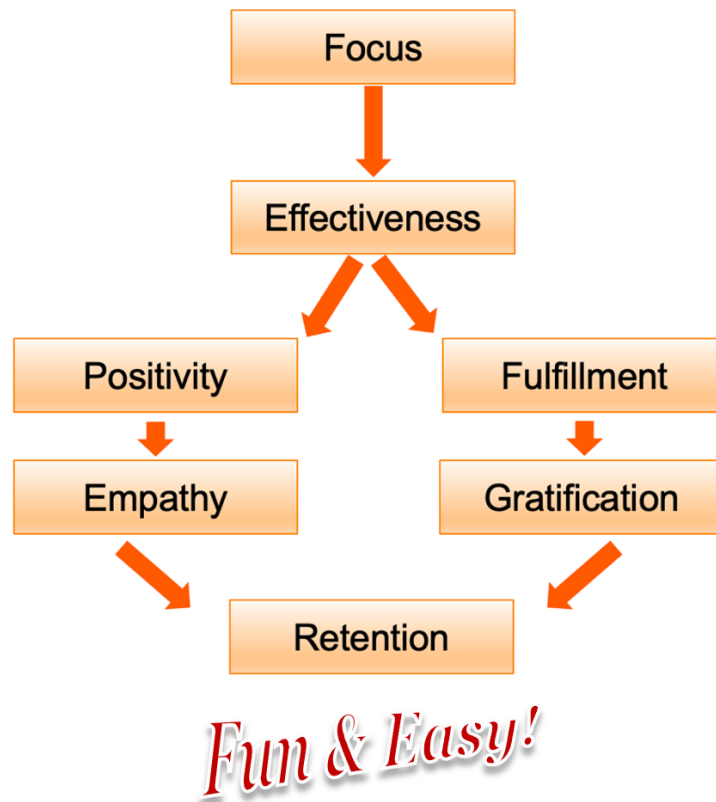 Focus
Effectiveness
Positivity
Fulfillment
Empathy
Gratification
Retention
Fun & Easy!